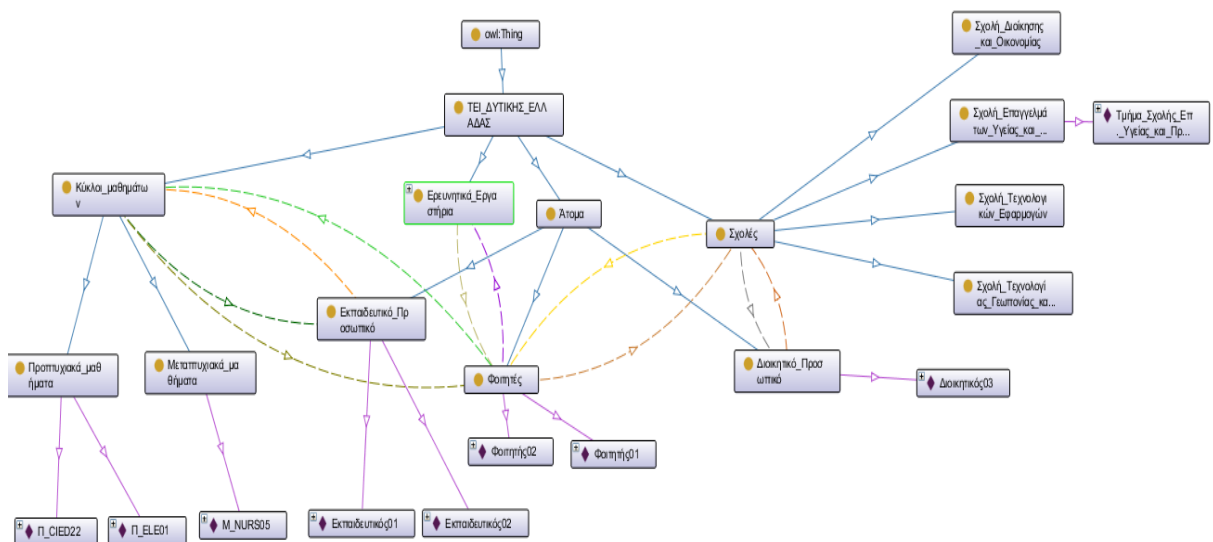 owl:Thing
ΤΕΙ_ΔΥΤΙΚΗΣ_ΕΛΛ
ΑΔΑΣ
Σχολή_Διοίκησης
_και_Οικονομίας
Σχολή_Επαγγελμά
των_Υγείας_και_...
Τμήμα_Σχολής_Επ
._Υγείας_και_Πρ...
Κύκλοι_μαθημάτω
ν
Ερευνητικά_Εργα
στήρια
Άτομα
Σχολές
Σχολή_Τεχνολογι
κών_Εφαρμογών
Σχολή_Τεχνολογί
ας_Γεωπονίας_κα...
Εκπαιδευτικό_Πρ
οσωπικό
Προπτυχιακά_μαθ
ήματα
Μεταπτυχιακά_μα
θήματα
Φοιτητές
Διοικητικό_Προσ
ωπικό
Διοικητικός03
Φοιτητής02
Φοιτητής01
Π_CIED22
Π_ELE01
M_NURS05
Εκπαιδευτικός01
Εκπαιδευτικός02